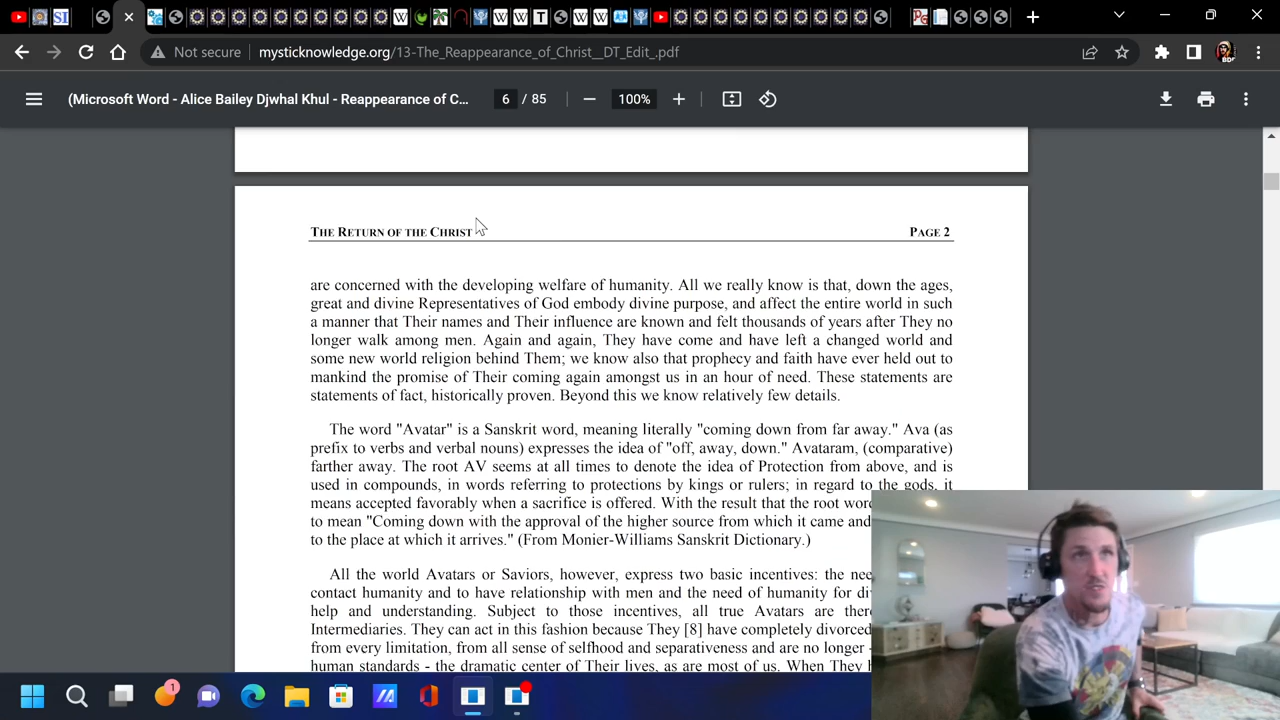 SI
W
W
W
T
W
W
Not secure
mysticknowledge.org/13-The_Reappearance_of_Christ__DT_Edit_.pdf
(Microsoft Word - Alice Bailey Djwhal Khul - Reappearance of C...
6 / 85
100%
THE RETURN OF THE CHRIST PAGE 2
are concerned with the developing welfare of humanity. All we really know is that, down the ages,
great and divine Representatives of God embody divine purpose, and affect the entire world in such
a manner that Their names and Their influence are known and felt thousands of years after They no
longer walk among men. Again and again, They have come and have left a changed world and
some new world religion behind Them; we know also that prophecy and faith have ever held out to
mankind the promise of Their coming again amongst us in an hour of need. These statements are
statements of fact, historically proven. Beyond this we know relatively few details.
The word "Avatar" is a Sanskrit word, meaning literally "coming down from far away." Ava (as
prefix to verbs and verbal nouns) expresses the idea of "off, away, down." Avataram, (comparative)
farther away. The root AV seems at all times to denote the idea of Protection from above, and is
used in compounds, in words referring to protections by kings or rulers; in regard to the gods, it
means accepted favorably when a sacrifice is offered. With the result that the root word
to mean "Coming down with the approval of the higher source from which it came and
to the place at which it arrives." (From Monier-Williams Sanskrit Dictionary.)
All the world Avatars or Saviors, however, express two basic incentives: the
contact humanity and to have relationship with men and the need of humanity for
help and understanding. Subject to those incentives, all true Avatars are
Intermediaries. They can act in this fashion because They [8] have completely divorced
from every limitation, from all sense of selfhood and separativeness and are no longer -
human standards - the dramatic center of Their lives, as are most of us. When They
1